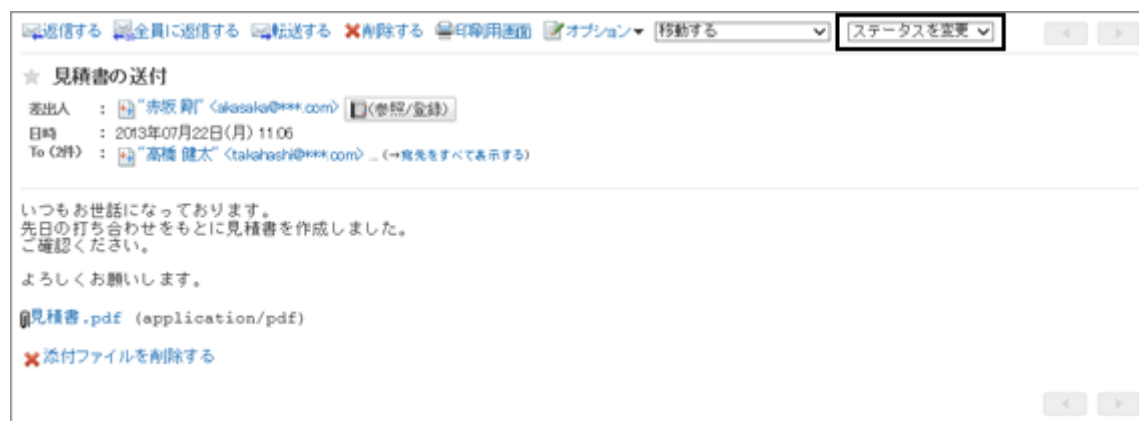 返信する 全員に返信する 転送する 削除する 印刷用画面 オプション▼ 移動する ステータスを変更
見積書の送付
差出人 : "赤坂 剛" <akasaka@***.com> (参照/登録)
日時 : 2013年07月22日(月) 11:06
To (2件) : "高橋 健太" <takahashi@***.com> ... (→宛先をすべて表示する)
いつもお世話になっております。
先日の打ち合わせをもとに見積書を作成しました。
ご確認ください。
よろしくお願いします。
見積書.pdf (application/pdf)
添付ファイルを削除する